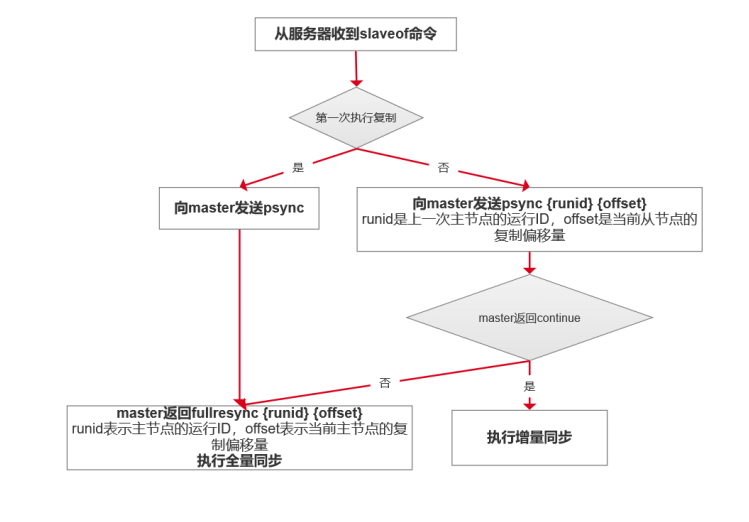 从服务器收到slaveof命令
第一次执行复制
是
否
向master发送psync
向master发送psync {runid} {offset}
runid是上一次主节点的运行ID，offset是当前从节点的
复制偏移量
master返回continue
否
是
master返回fullresync {runid} {offset}
runid表示主节点的运行ID，offset表示当前主节点的复
制偏移量
执行全量同步
执行增量同步